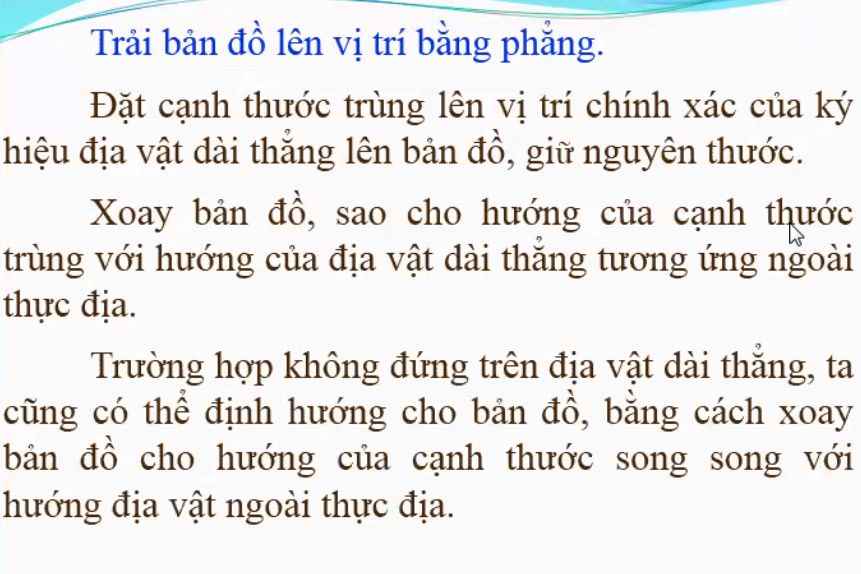 Trải bản đồ lên vị trí bằng phẳng.
Đặt cạnh thước trùng lên vị trí chính xác của ký
hiệu địa vật dài thẳng lên bản đồ, giữ nguyên thước.
Xoay bản đồ, sao cho hướng của cạnh thước
trùng với hướng của địa vật dài thẳng tương ứng ngoài
thực địa.
Trường hợp không đứng trên địa vật dài thẳng, ta
cũng có thể định hướng cho bản đồ, bằng cách xoay
bản đồ cho hướng của cạnh thước song song với
hướng địa vật ngoài thực địa.